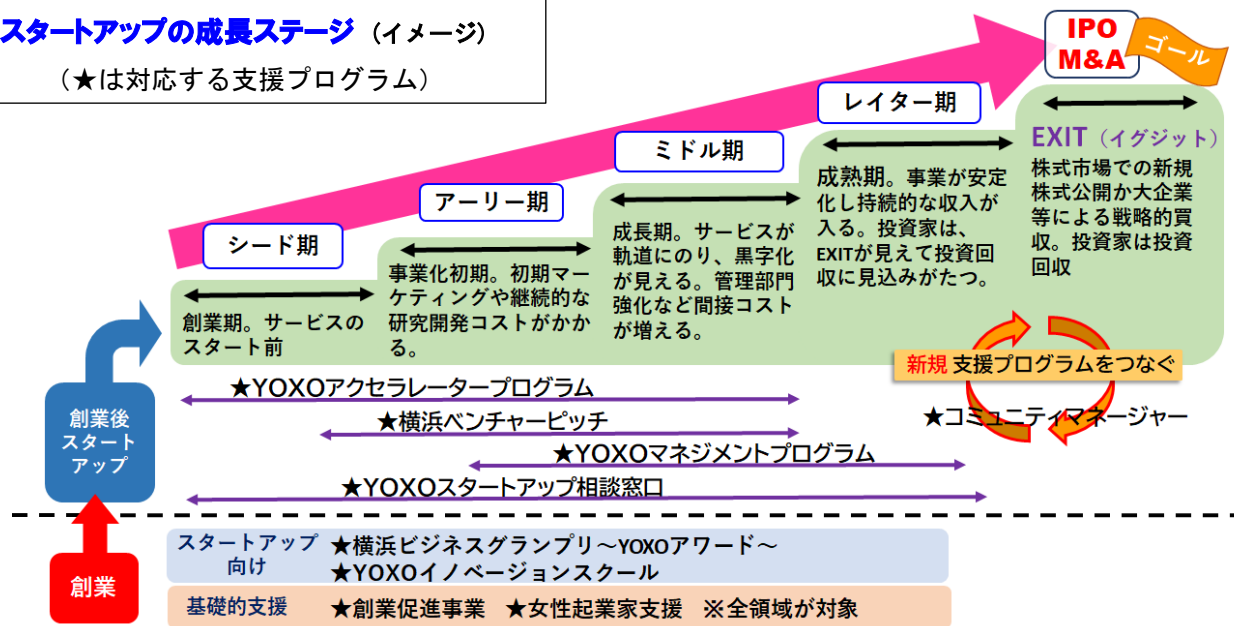 スタートアップの成長ステージ（イメージ）
（★は対応する支援プログラム）
IPO
M&A
ゴール
レイター期
ミドル期
アーリー期
シード期
EXIT（イグジット）
株式市場での新規
株式公開か大企業
等による戦略的買
収。投資家は投資
回収
成熟期。事業が安定
化し持続的な収入が
入る。投資家は、
EXITが見えて投資回
収に見込みがたつ。
成長期。サービスが
軌道にのり、黒字化
が見える。管理部門
強化など間接コスト
が増える。
事業化初期。初期マー
ケティングや継続的な
研究開発コストがかか
る。
創業期。サービスの
スタート前
新規 支援プログラムをつなぐ
★コミュニティマネージャー
★YOXOアクセラレータープログラム
★横浜ベンチャーピッチ
★YOXOマネジメントプログラム
★YOXOスタートアップ相談窓口
創業後
スタート
アップ
創業
スタートアップ
向け
★横浜ビジネスグランプリ～YOXOアワード～
★YOXOイノベーションスクール
基礎的支援
★創業促進事業 ★女性起業家支援 ※全領域が対象